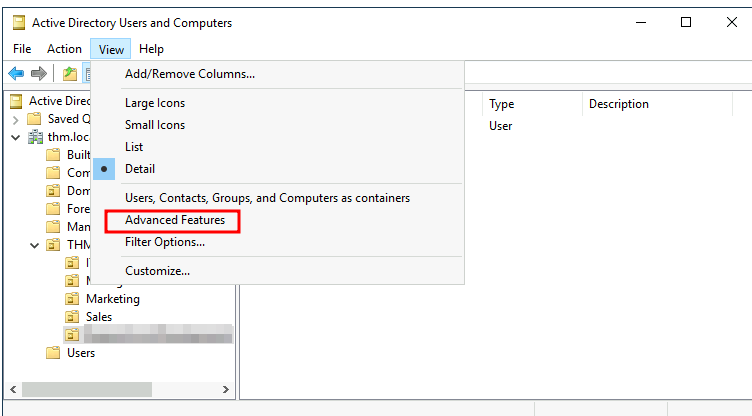 Active Directory Users and Computers
File Action View Help
Add/Remove Columns...
Large Icons
Small Icons
List
Detail
Users, Contacts, Groups, and Computers as containers
Advanced Features
Filter Options...
Customize...
Active Direc
Saved Q
thm.loca
Built
Com
Dom
Fore
Man
THM
Marketing
Sales
Users
Type Description
User